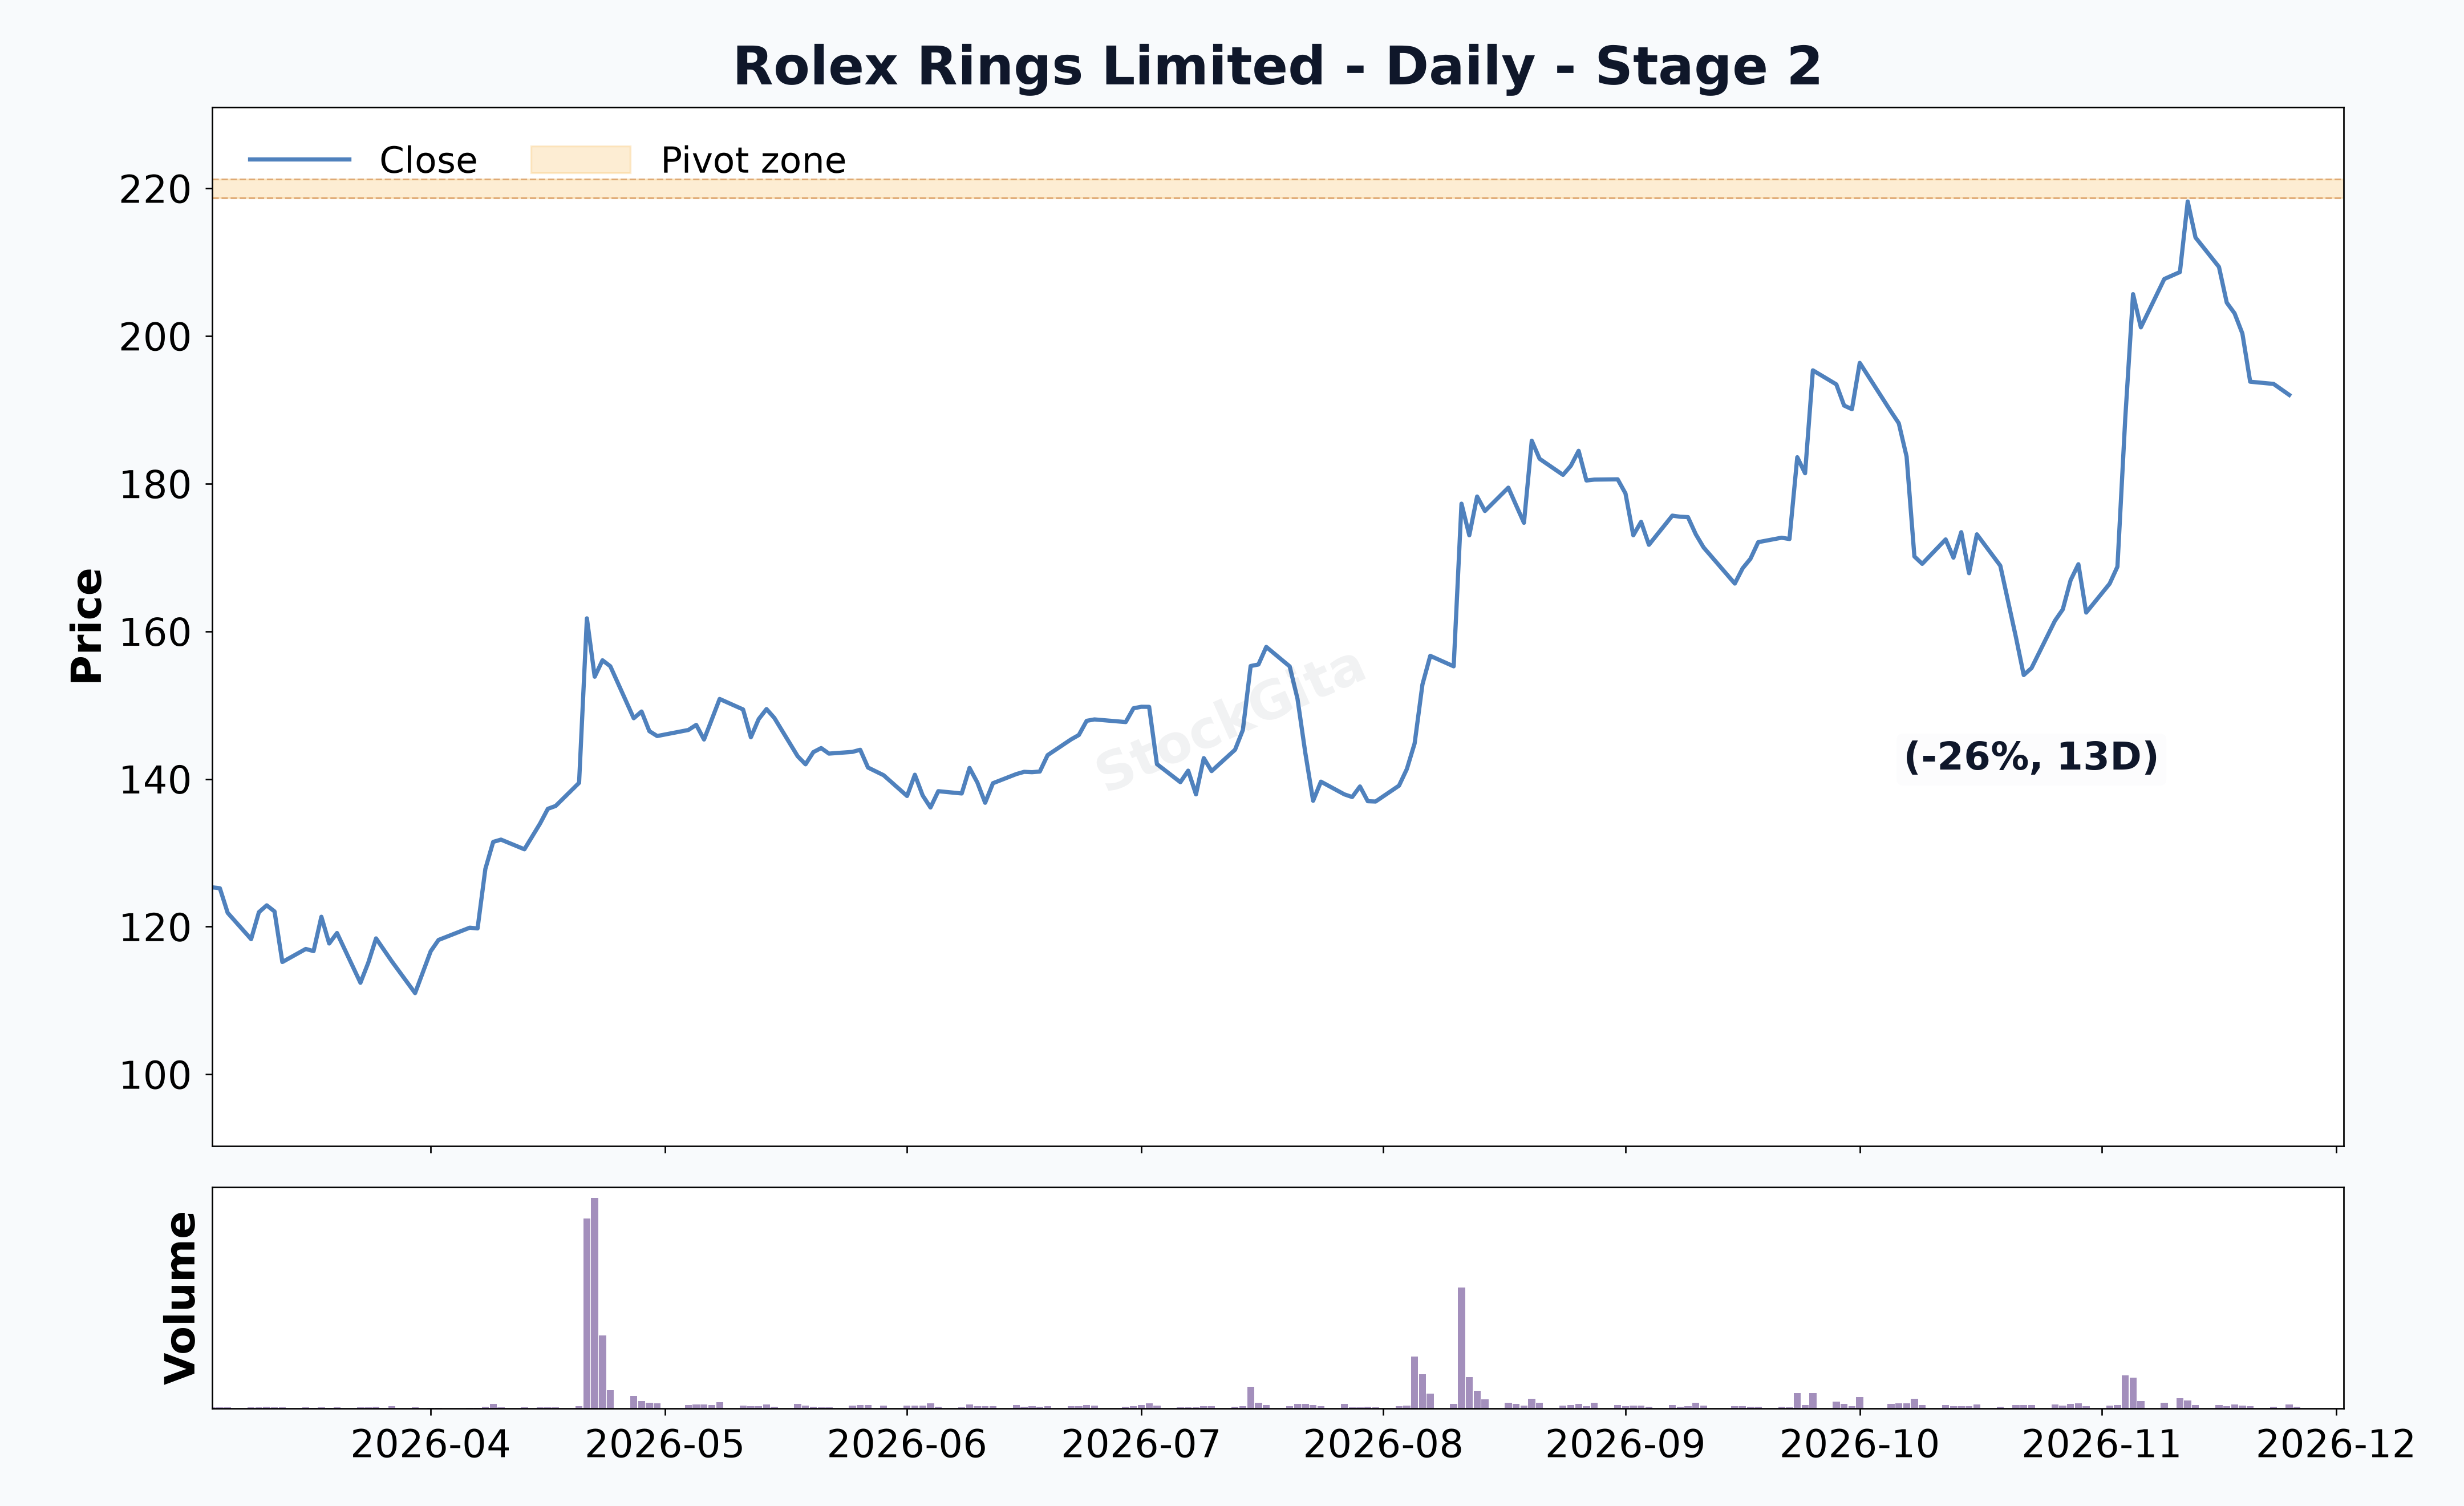 Rolex Rings Limited - Daily - Stage 2
Close
Pivot zone
220
200
180
160
140
120
100
Price
StockGita
(-26%, 13D)
Volume
2026-04
2026-05
2026-06
2026-07
2026-08
2026-09
2026-10
2026-11
2026-12